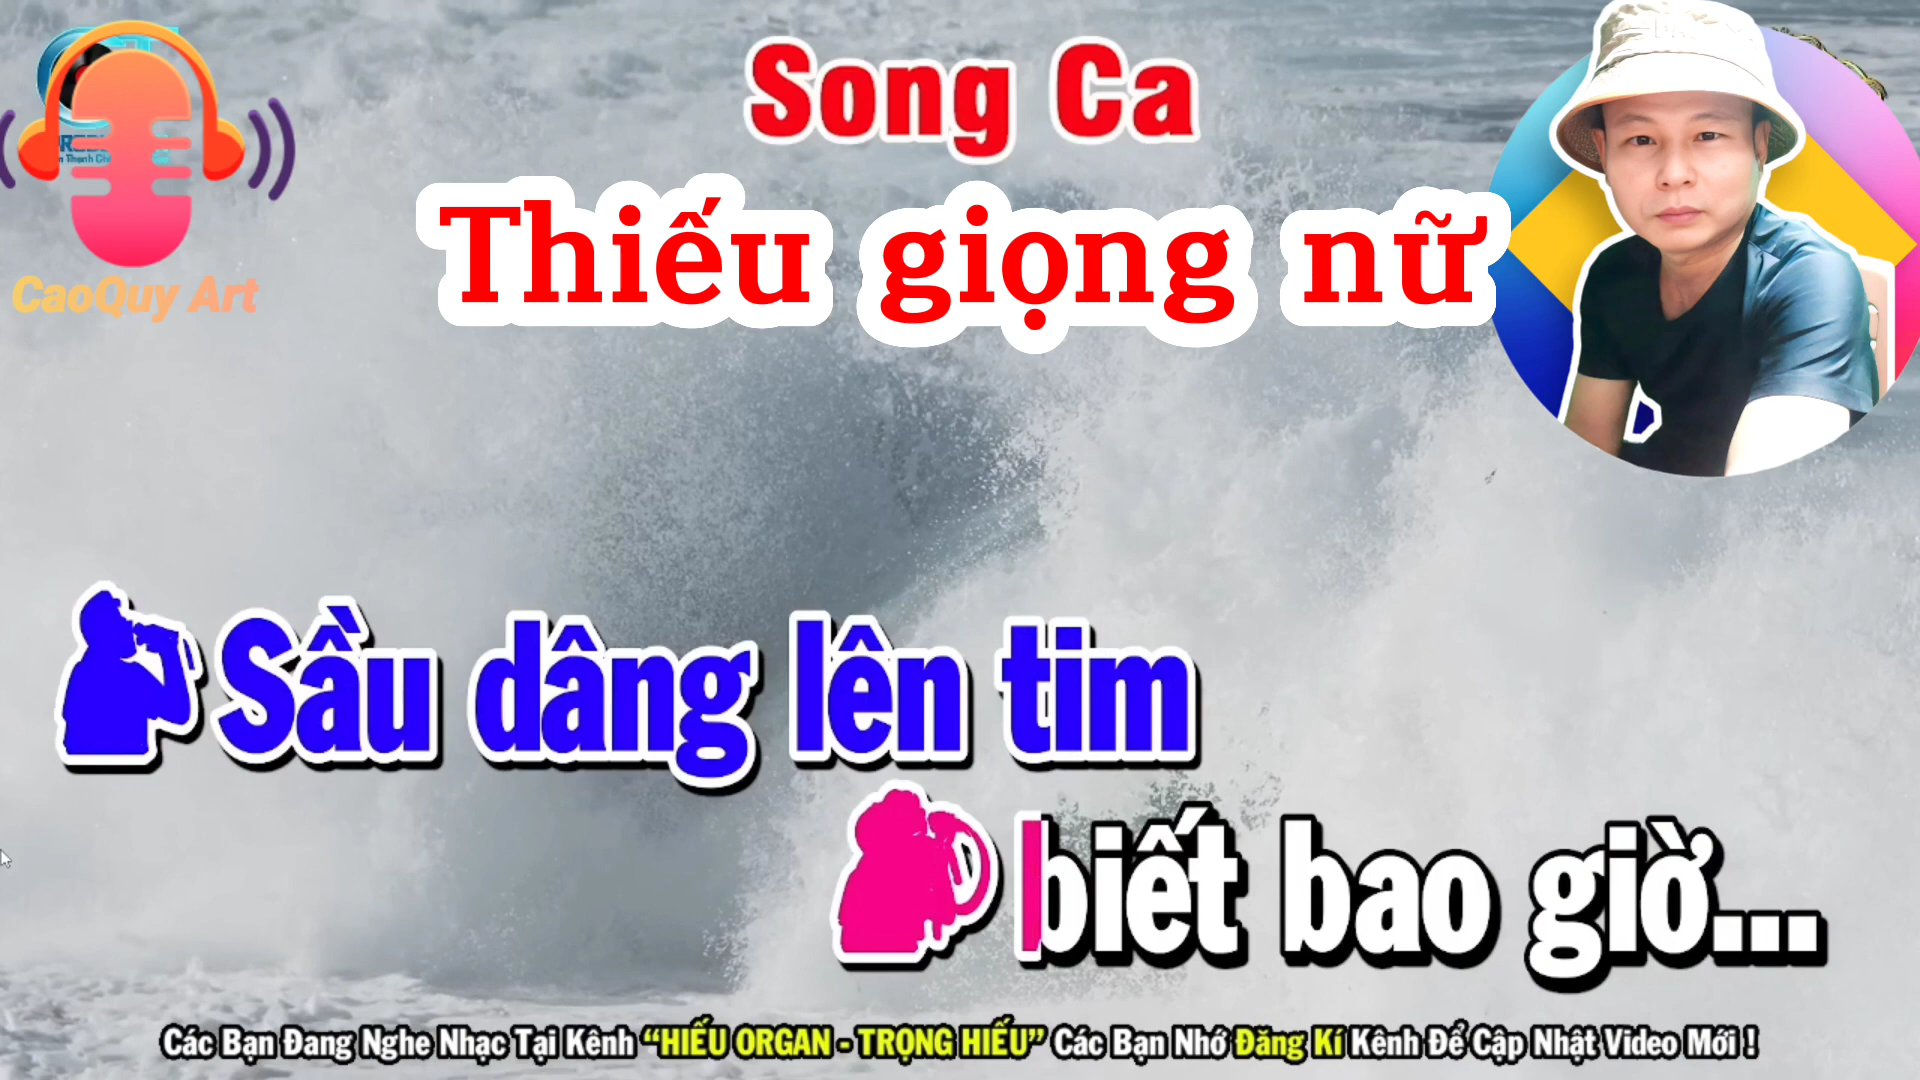 Song Ca
Thiếu giọng nữ
CaoQuy Art
Sầu dâng lên tim
biết bao giờ...
Các Bạn Đang Nghe Nhạc Tại Kênh “HIẾU ORGAN - TRỌNG HIẾU” Các Bạn Nhớ Đăng Kí Kênh Để Cập Nhật Video Mới !